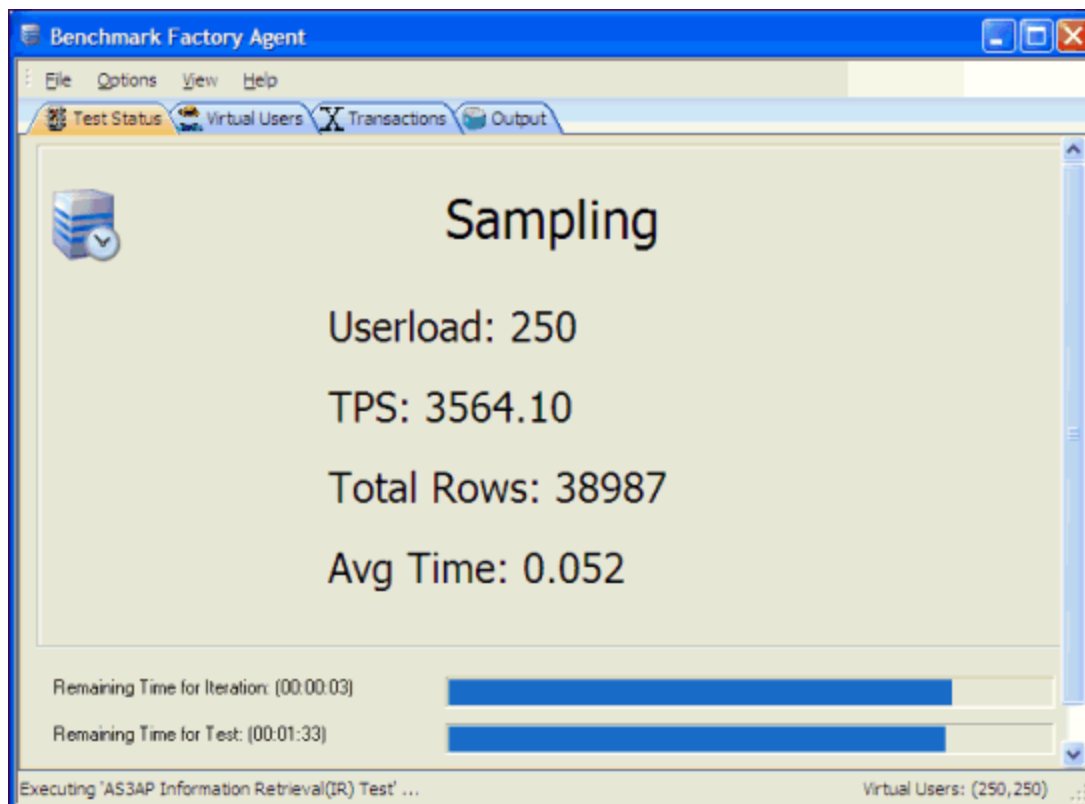 Benchmark Factory Agent
File Options View Help
Test Status Virtual Users Transactions Output
Sampling
Userload: 250
TPS: 3564.10
Total Rows: 38987
Avg Time: 0.052
Remaining Time for Iteration: (00:00:03)
Remaining Time for Test: (00:01:33)
Executing 'AS3AP Information Retrieval(IR) Test' ... Virtual Users: (250,250)